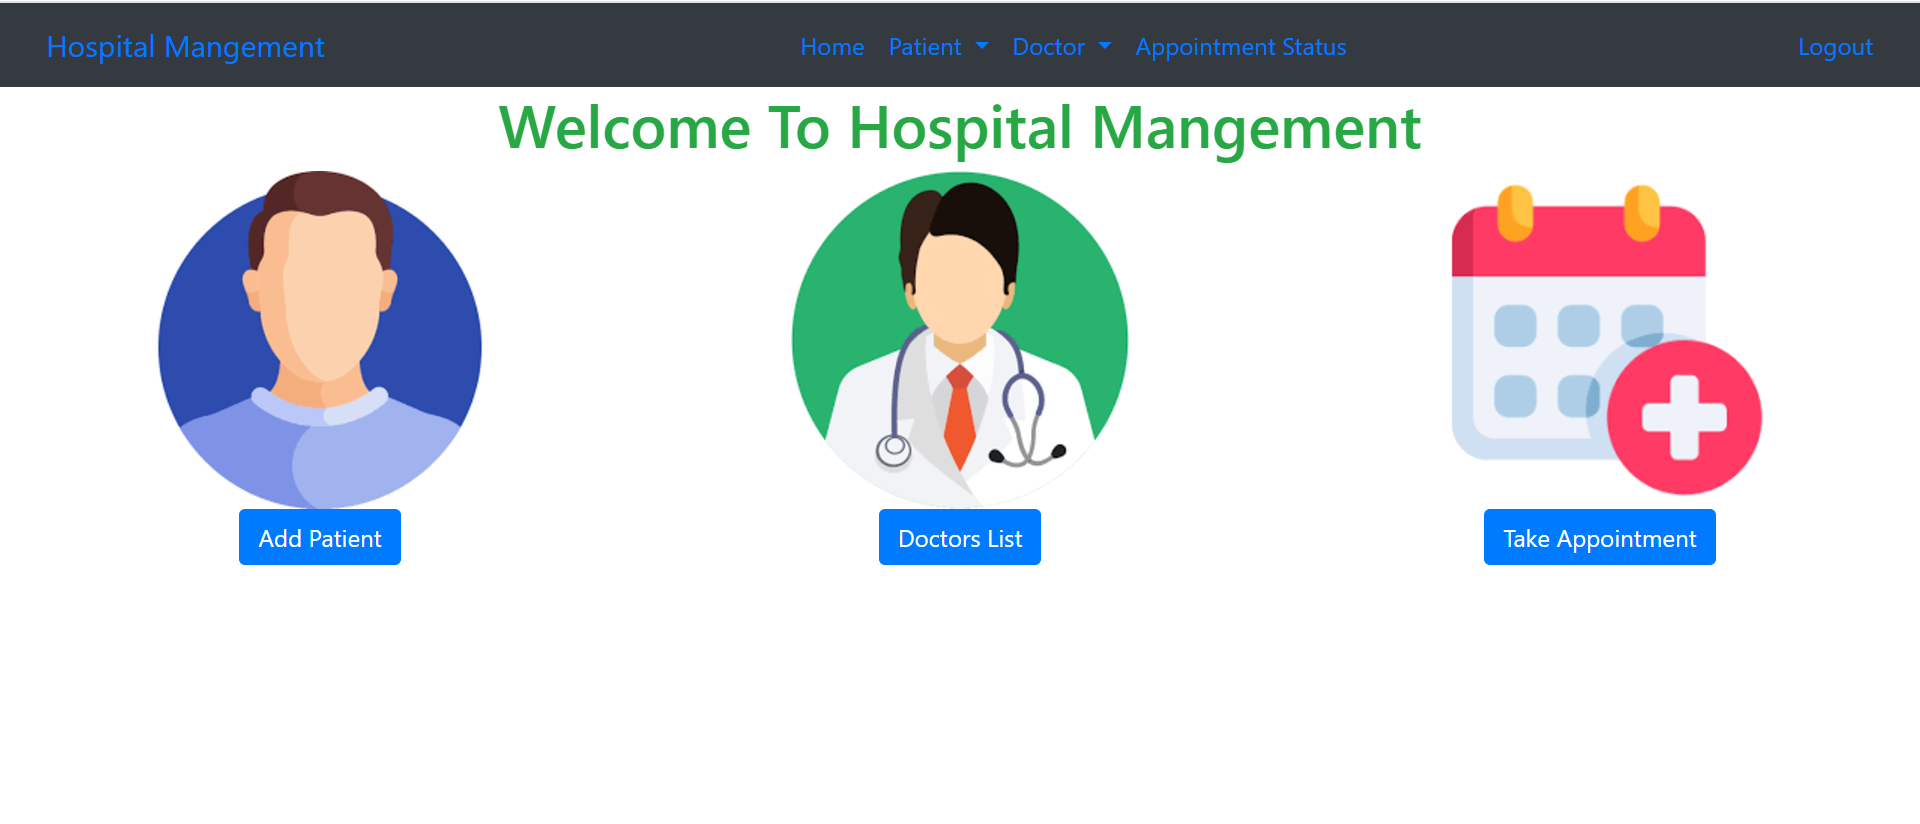 Hospital Mangement Home Patient Doctor Appointment Status Logout
Welcome To Hospital Mangement
Add Patient Doctors List Take Appointment